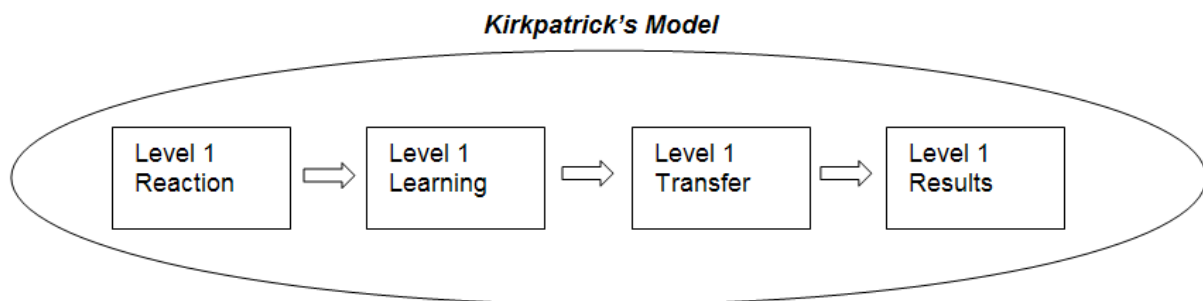 Kirkpatrick's Model
Level 1
Reaction
Level 1
Learning
Level 1
Transfer
Level 1
Results